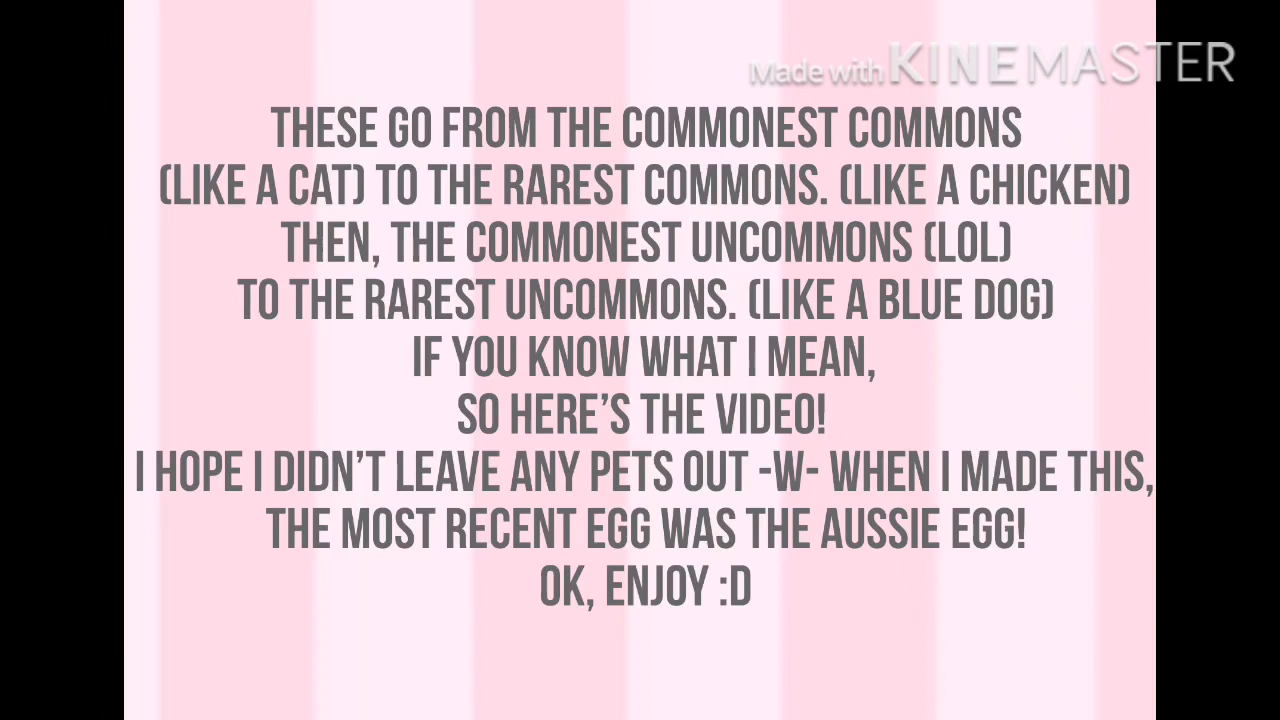 Made with KINEMASTER
THESE GO FROM THE COMMONEST COMMONS
(LIKE A CAT) TO THE RAREST COMMONS. (LIKE A CHICKEN)
THEN, THE COMMONEST UNCOMMONS (LOL)
TO THE RAREST UNCOMMONS. (LIKE A BLUE DOG)
IF YOU KNOW WHAT I MEAN,
SO HERE’S THE VIDEO!
I HOPE I DIDN’T LEAVE ANY PETS OUT -W- WHEN I MADE THIS,
THE MOST RECENT EGG WAS THE AUSSIE EGG!
OK, ENJOY :D